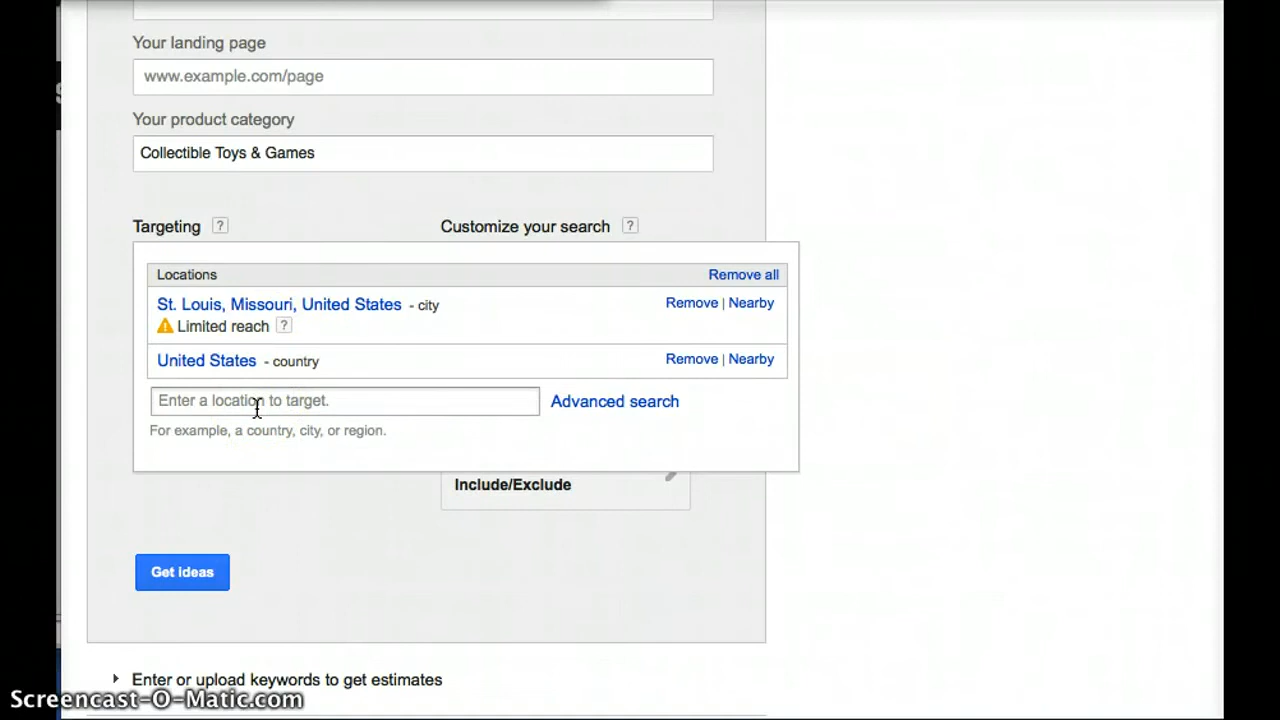 Your landing page
www.example.com/page
Your product category
Collectible Toys & Games
Targeting ? Customize your search ?
Locations Remove all
St. Louis, Missouri, United States - city Remove | Nearby
Limited reach ?
United States - country Remove | Nearby
Enter a location to target. Advanced search
For example, a country, city, or region.
Include/Exclude
Get ideas
Enter or upload keywords to get estimates
Screencast-O-Matic.com